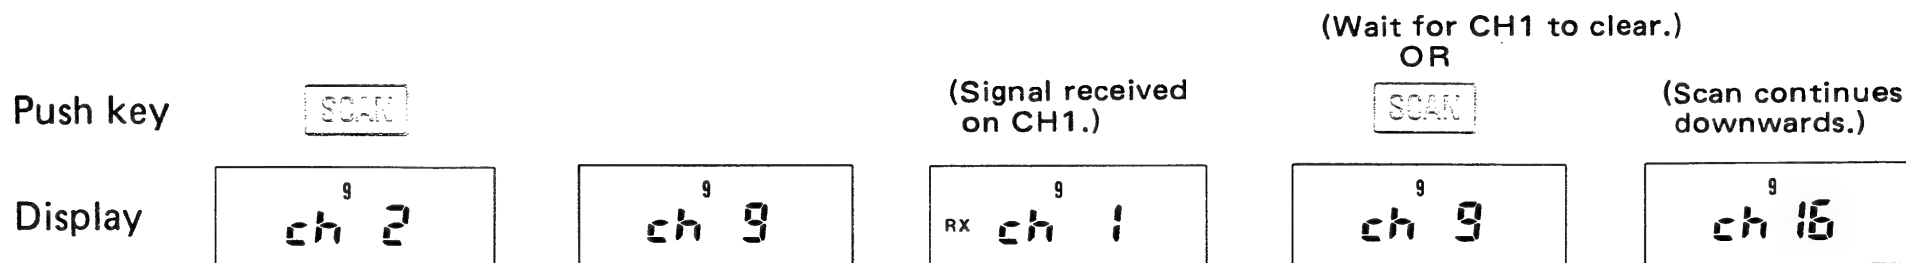 (Wait for CH1 to clear.)
OR
Push key SCAN (Signal received on CH1.) SCAN (Scan continues downwards.)
9 9 9 9 9
Display ch 2 ch 9 RX ch 1 ch 9 ch 16